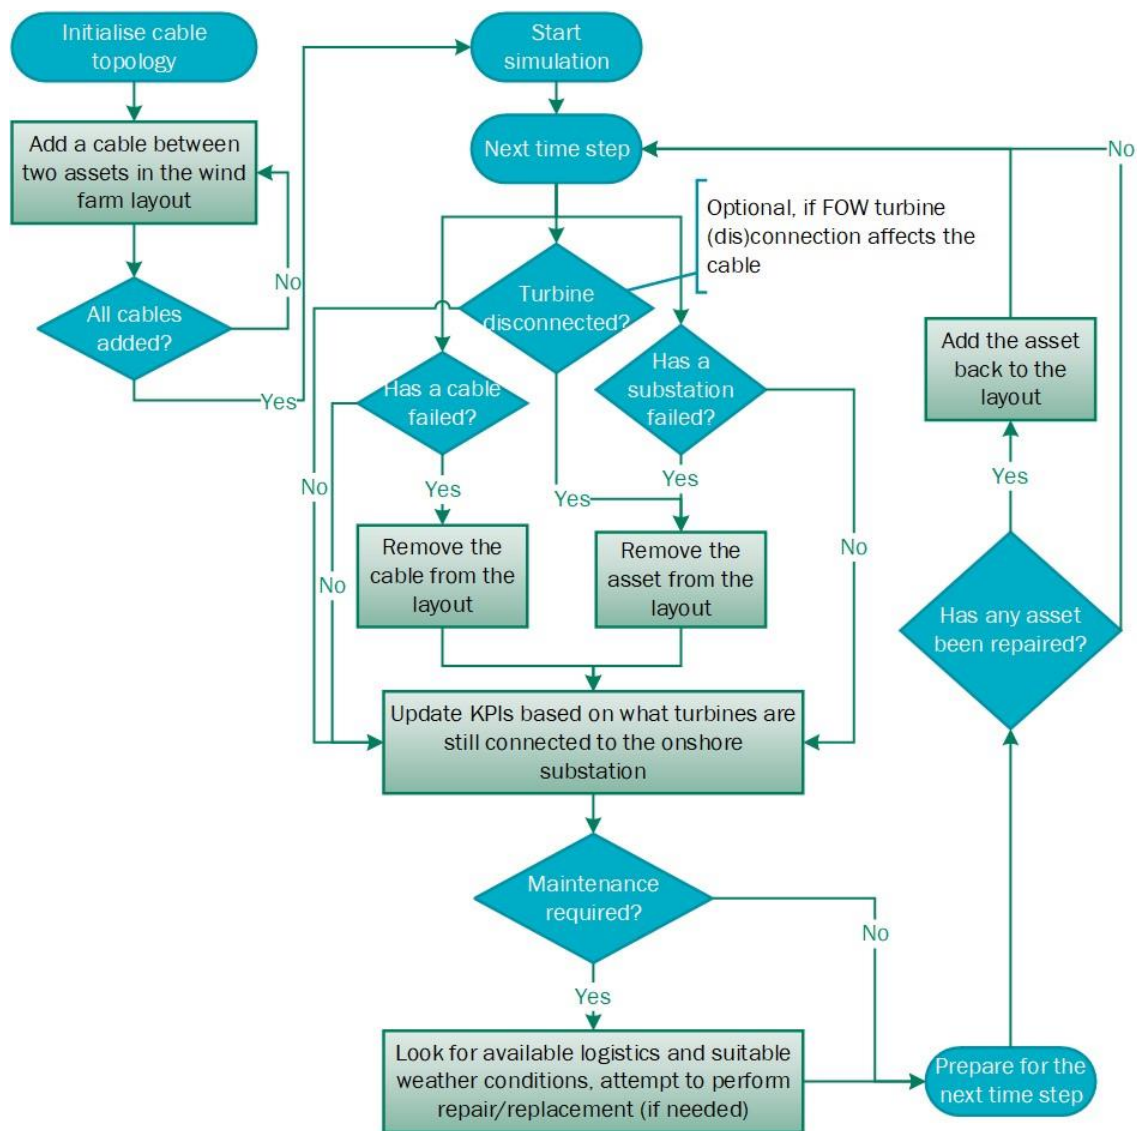 Initialise cable
topology
Add a cable between
two assets in the wind
farm layout
No
All cables
added?
Yes
Start
simulation
Next time step
No
Optional, if FOW turbine
(dis)connection affects the
cable
Turbine
disconnected?
Has a cable
failed?
Has a
substation
failed?
Add the asset
back to the
layout
No
No
Yes
Yes
Yes
No
Yes
Remove the
cable from the
layout
Remove the
asset from the
layout
Has any asset
been repaired?
Update KPIs based on what turbines are
still connected to the onshore
substation
Maintenance
required?
No
Yes
Look for available logistics and suitable
weather conditions, attempt to perform
repair/replacement (if needed)
Prepare for the
next time step